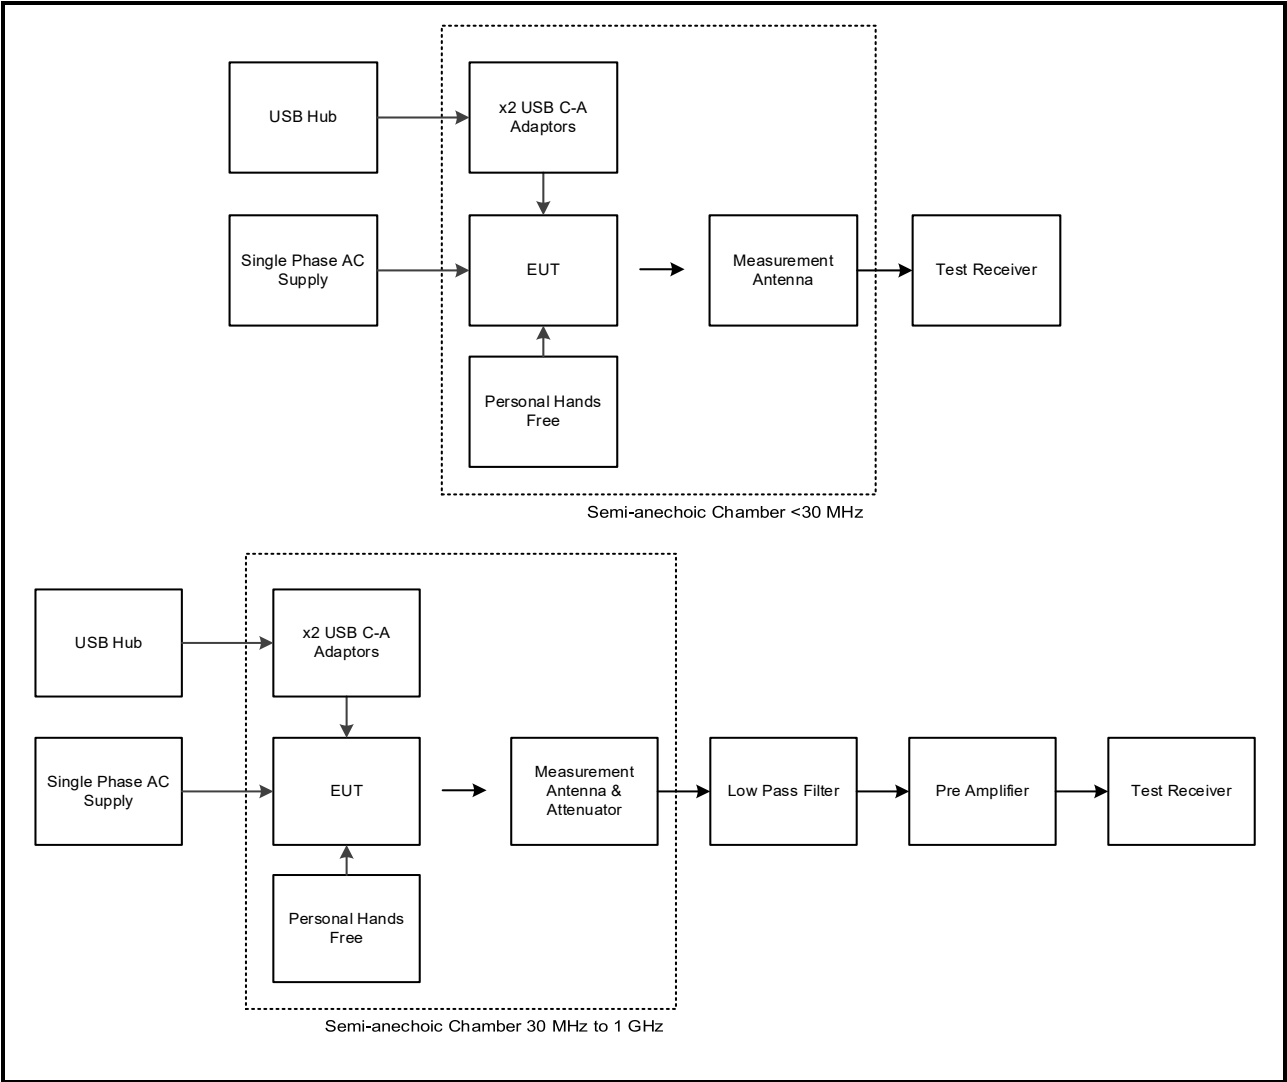 USB Hub
x2 USB C-A
Adaptors
Single Phase AC
Supply
EUT
Measurement
Antenna
Test Receiver
Personal Hands
Free
Semi-anechoic Chamber <30 MHz
USB Hub
x2 USB C-A
Adaptors
Single Phase AC
Supply
EUT
Measurement
Antenna &
Attenuator
Low Pass Filter
Pre Amplifier
Test Receiver
Personal Hands
Free
Semi-anechoic Chamber 30 MHz to 1 GHz